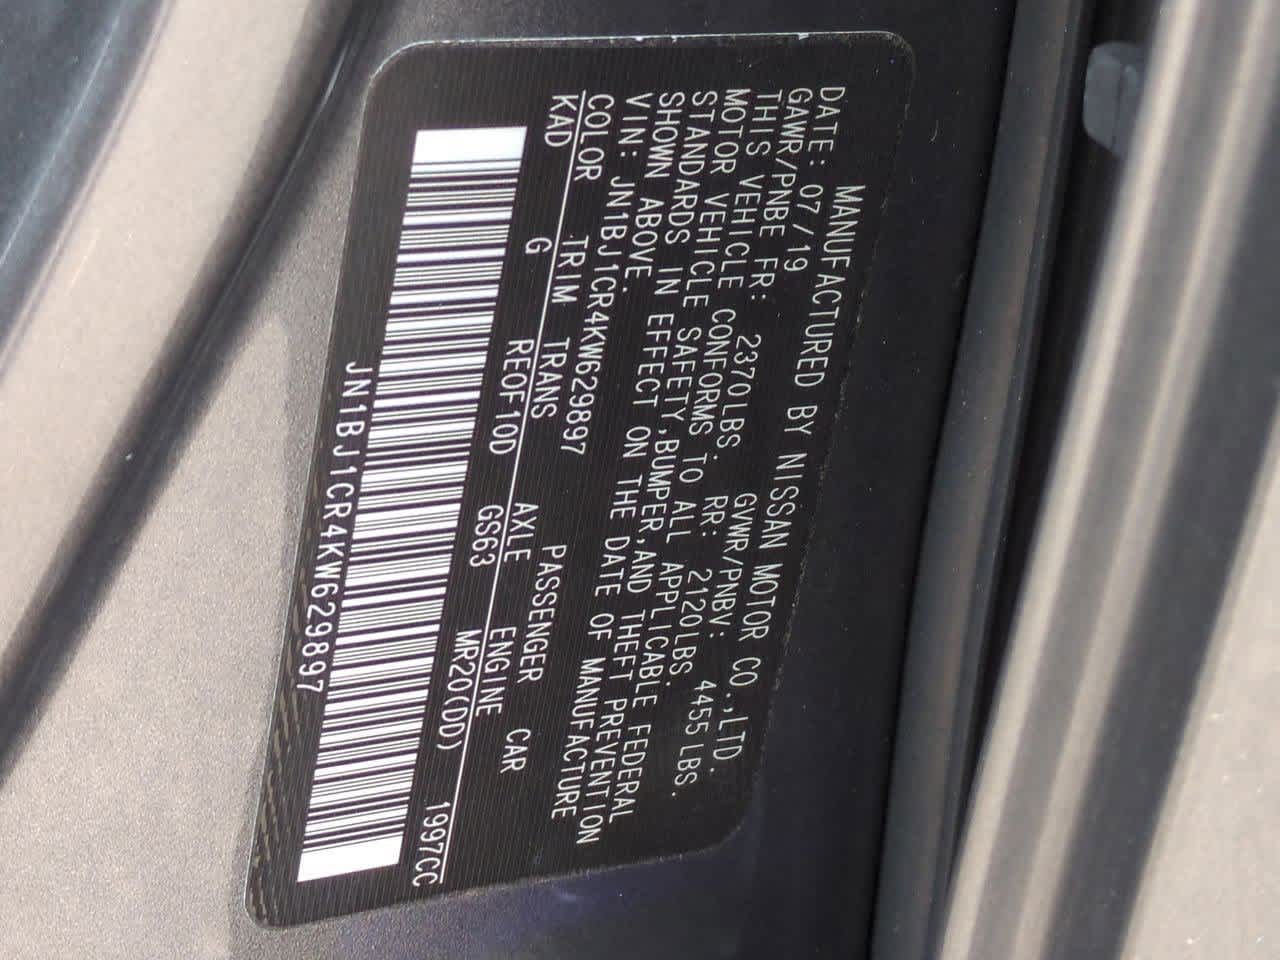 MANUFACTURED BY NISSAN MOTOR CO.,LTD.
DATE: 07/19 GVWR/PNBV: 4455 LBS.
GAWR/PNBE FR: 2370LBS. RR: 2120LBS.
THIS VEHICLE CONFORMS TO ALL APPLICABLE FEDERAL
MOTOR VEHICLE SAFETY,BUMPER,AND THEFT PREVENTION
STANDARDS IN EFFECT ON THE DATE OF MANUFACTURE
SHOWN ABOVE.
VIN: JN1BJ1CR4KW629897 PASSENGER CAR
COLOR TRIM TRANS AXLE ENGINE
KAD G RE0F10D GS63 MR20(DD) 1997CC
JN1BJ1CR4KW629897